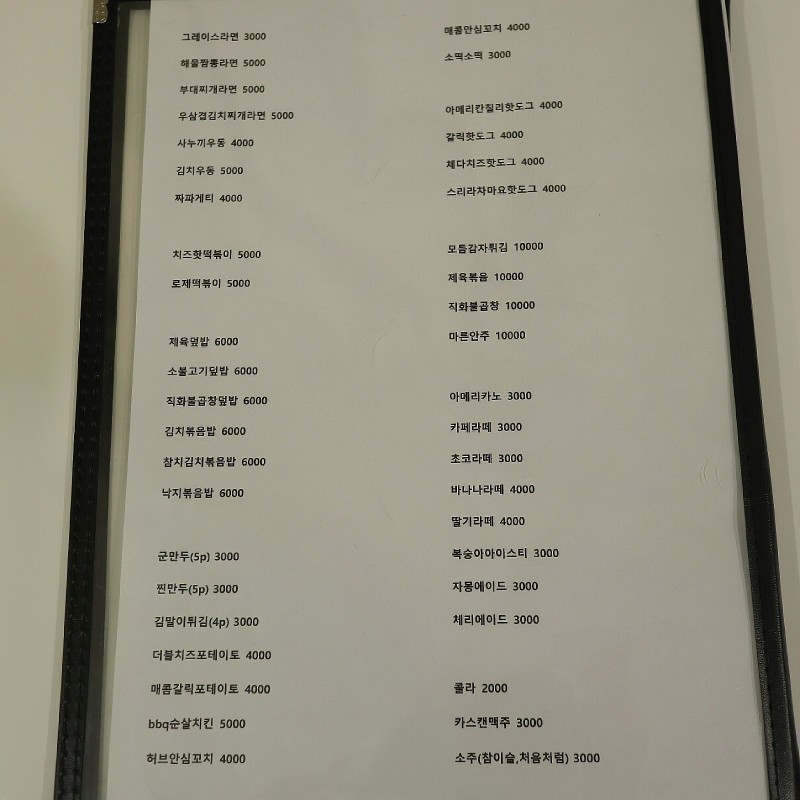 그레이스라면 3000
해물짬뽕라면 5000
부대찌개라면 5000
우삼겹김치찌개라면 5000
사누끼우동 4000
김치우동 5000
짜파게티 4000
치즈핫떡볶이 5000
로제떡볶이 5000
제육덮밥 6000
소불고기덮밥 6000
직화불곱창덮밥 6000
김치볶음밥 6000
참치김치볶음밥 6000
낙지볶음밥 6000
군만두(5p) 3000
찐만두(5p) 3000
김말이튀김(4p) 3000
더블치즈포테이토 4000
매콤갈릭포테이토 4000
bbq순살치킨 5000
허브안심꼬치 4000
매콤안심꼬치 4000
소떡소떡 3000
아메리칸칠리핫도그 4000
갈릭핫도그 4000
체다치즈핫도그 4000
스리라차마요핫도그 4000
모듬감자튀김 10000
제육볶음 10000
직화불곱창 10000
마른안주 10000
아메리카노 3000
카페라떼 3000
초코라떼 3000
바나나라떼 4000
딸기라떼 4000
복숭아아이스티 3000
자몽에이드 3000
체리에이드 3000
콜라 2000
카스캔맥주 3000
소주(참이슬,처음처럼) 3000